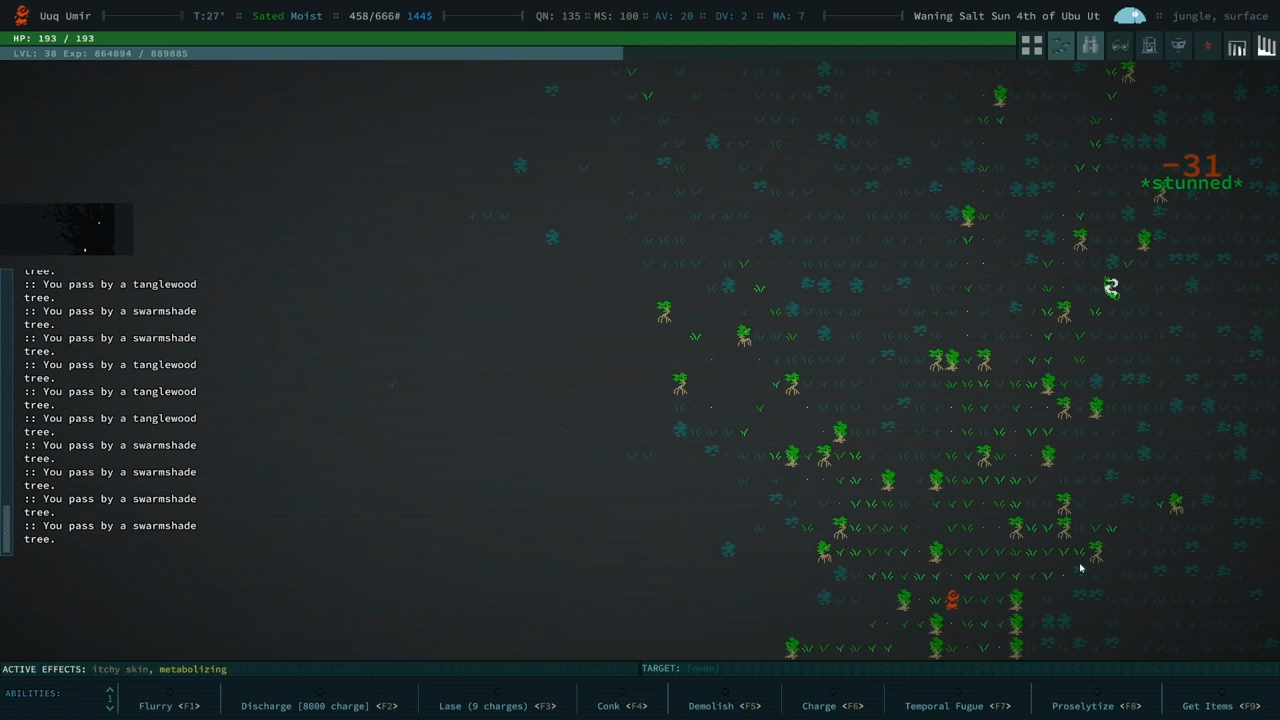 Uuq Umir T:27° :: Sated Moist :: 458/666# 144$ QN: 135 :: MS: 100 :: AV: 20 :: DV: 2 :: MA: 7 Waning Salt Sun 4th of Ubu Ut :: jungle, surface
HP: 193 / 193
LVL: 38 Exp: 864094 / 889885
-31
*stunned*
tree.
:: You pass by a tanglewood
tree.
:: You pass by a swarmshade
tree.
:: You pass by a swarmshade
tree.
:: You pass by a tanglewood
tree.
:: You pass by a tanglewood
tree.
:: You pass by a tanglewood
tree.
:: You pass by a swarmshade
tree.
:: You pass by a swarmshade
tree.
:: You pass by a swarmshade
tree.
:: You pass by a swarmshade
tree.
ACTIVE EFFECTS: itchy skin, metabolizing TARGET: [none]
ABILITIES: 1 Flurry <F1> Discharge [8000 charge] <F2> Lase (9 charges) <F3> Conk <F4> Demolish <F5> Charge <F6> Temporal Fugue <F7> Proselytize <F8> Get Items <F9>